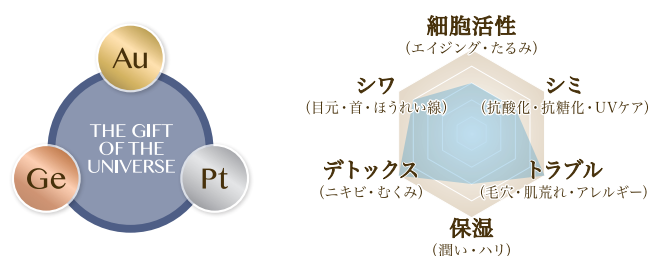 Au
THE GIFT
OF THE
UNIVERSE
Ge
Pt
細胞活性
(エイジング・たるみ)
シワ
(目元・首・ほうれい線)
シミ
(抗酸化・抗糖化・UVケア)
デトックス
(ニキビ・むくみ)
トラブル
(毛穴・肌荒れ・アレルギー)
保湿
(潤い・ハリ)